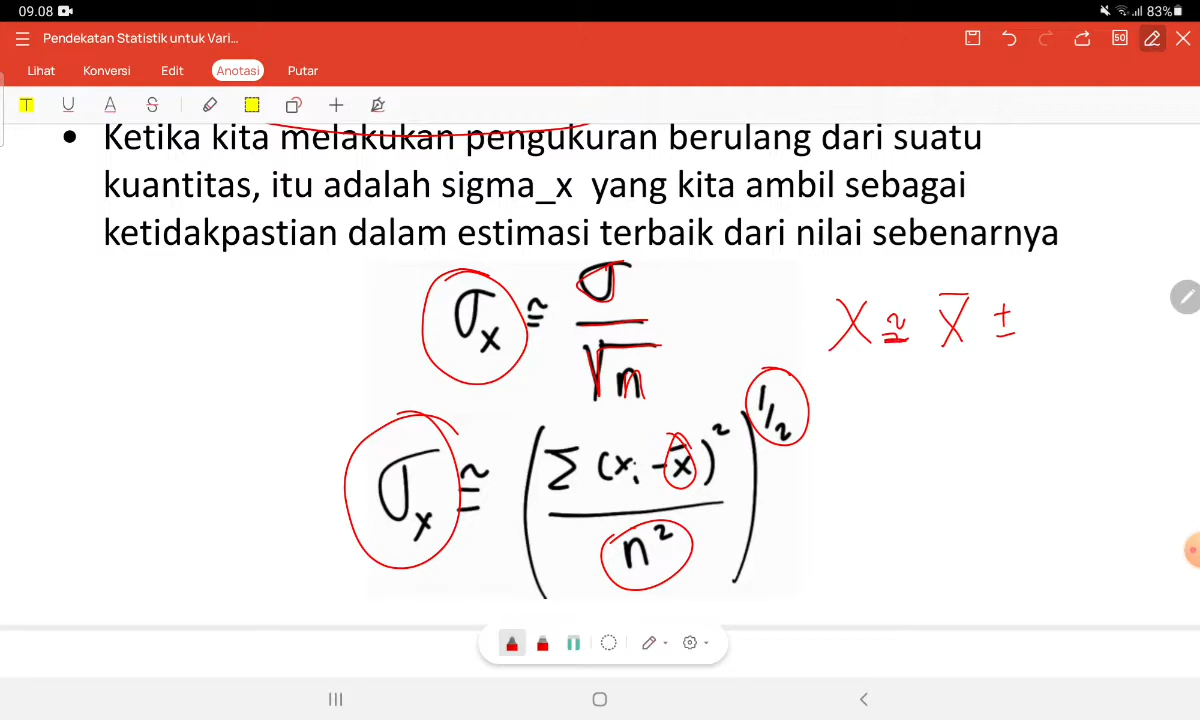 09.08 83%
Pendekatan Statistik untuk Vari... 50
Lihat Konversi Edit Anotasi Putar
T U A S
• Ketika kita melakukan pengukuran berulang dari suatu
kuantitas, itu adalah sigma_x yang kita ambil sebagai
ketidakpastian dalam estimasi terbaik dari nilai sebenarnya
σₓ ≅ σ / √n
X ≅ X̅ ±
σₓ ≅ ( Σ (xᵢ - x̅)² / n² )^1/2